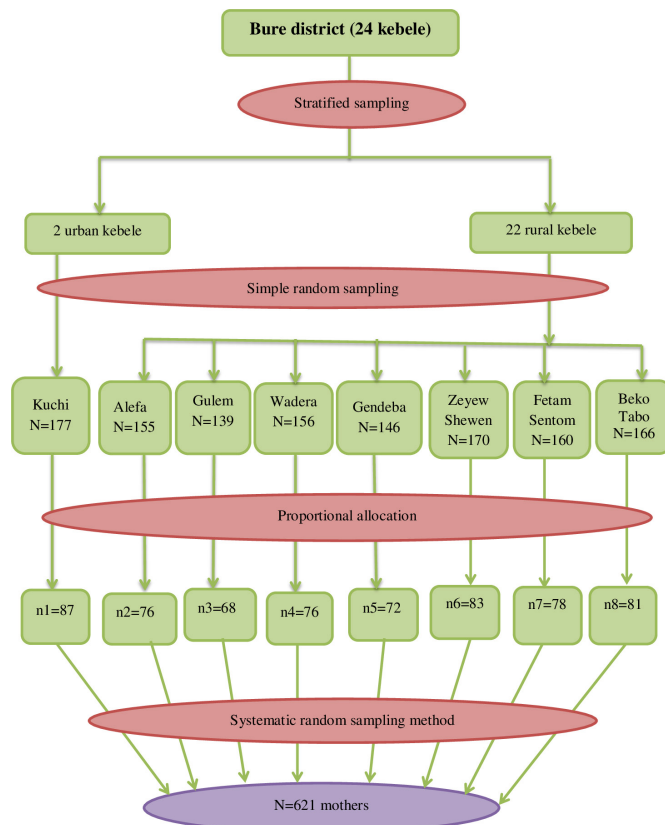 Bure district (24 kebele)
Stratified sampling
2 urban kebele
22 rural kebele
Simple random sampling
Kuchi
N=177
Alefa
N=155
Gulem
N=139
Wadera
N=156
Gendeba
N=146
Zeyew
Shewen
N=170
Fetam
Sentom
N=160
Beko
Tabo
N=166
Proportional allocation
n1=87
n2=76
n3=68
n4=76
n5=72
n6=83
n7=78
n8=81
Systematic random sampling method
N=621 mothers